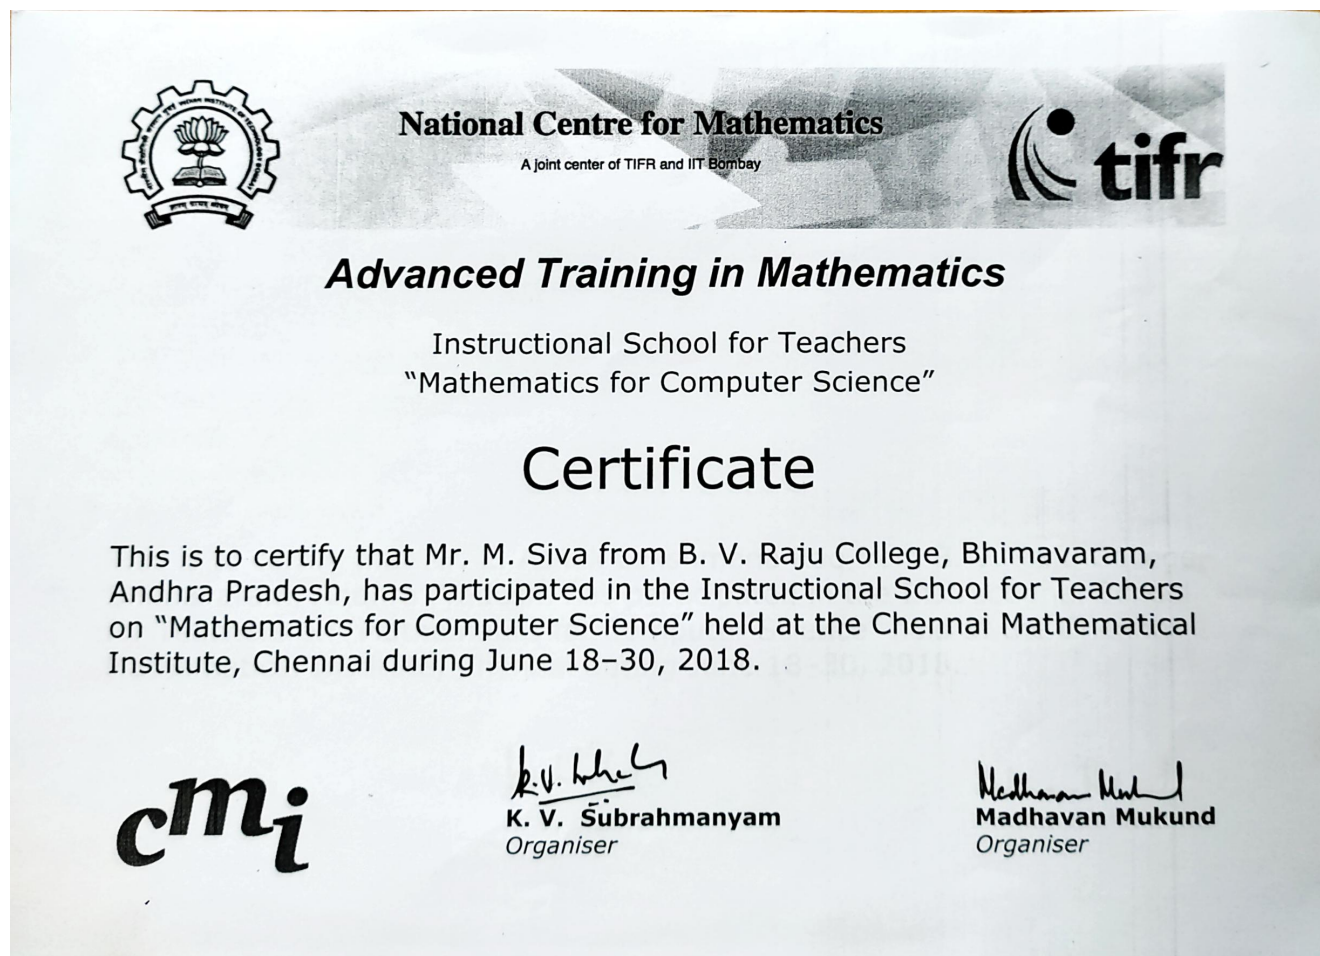 National Centre for Mathematics
A joint center of TIFR and IIT Bombay
tifr
Advanced Training in Mathematics
Instructional School for Teachers
“Mathematics for Computer Science”
Certificate
This is to certify that Mr. M. Siva from B. V. Raju College, Bhimavaram,
Andhra Pradesh, has participated in the Instructional School for Teachers
on “Mathematics for Computer Science” held at the Chennai Mathematical
Institute, Chennai during June 18–30, 2018.
cmi
K. V. Subrahmanyam
Organiser
Madhavan Mukund
Madhavan Mukund
Organiser